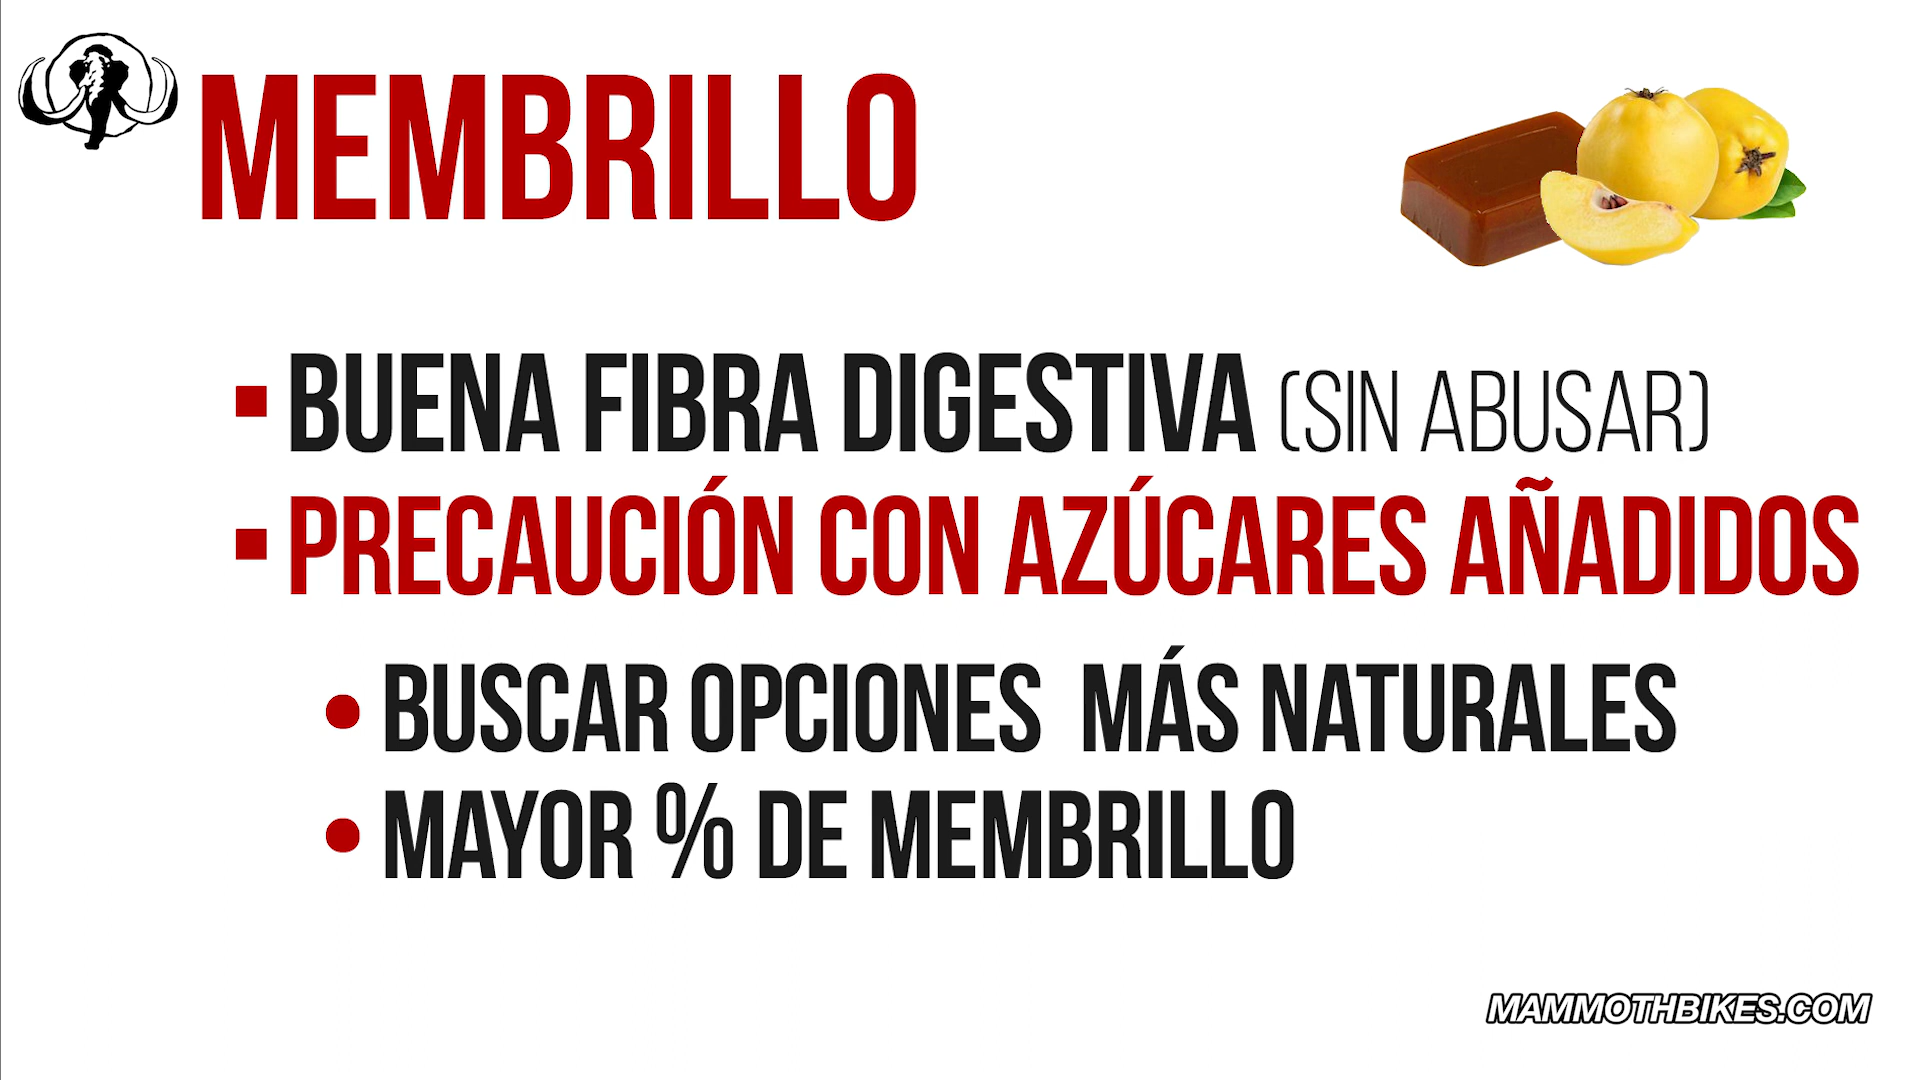 MEMBRILLO
BUENA FIBRA DIGESTIVA (SIN ABUSAR)
PRECAUCIÓN CON AZÚCARES AÑADIDOS
BUSCAR OPCIONES MÁS NATURALES
MAYOR % DE MEMBRILLO
MAMMOTHBIKES.COM